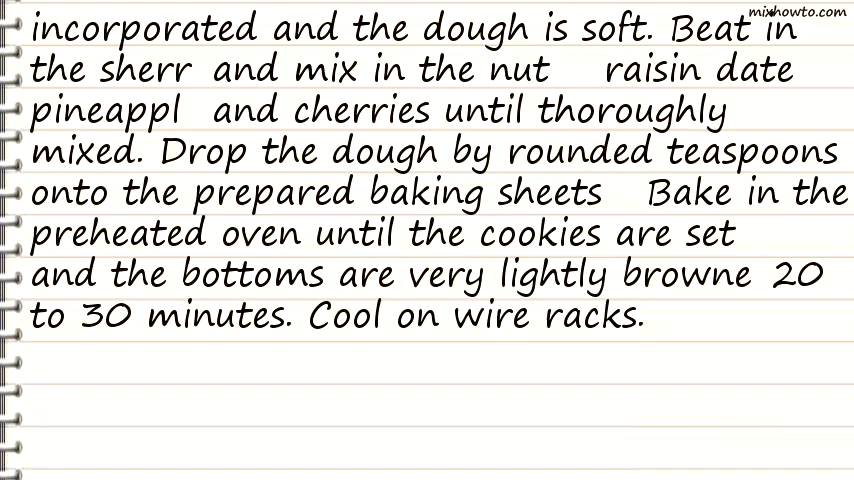 mixhowto.com
incorporated and the dough is soft. Beat in
the sherr and mix in the nut raisin date
pineappl and cherries until thoroughly
mixed. Drop the dough by rounded teaspoons
onto the prepared baking sheets Bake in the
preheated oven until the cookies are set
and the bottoms are very lightly browne 20
to 30 minutes. Cool on wire racks.